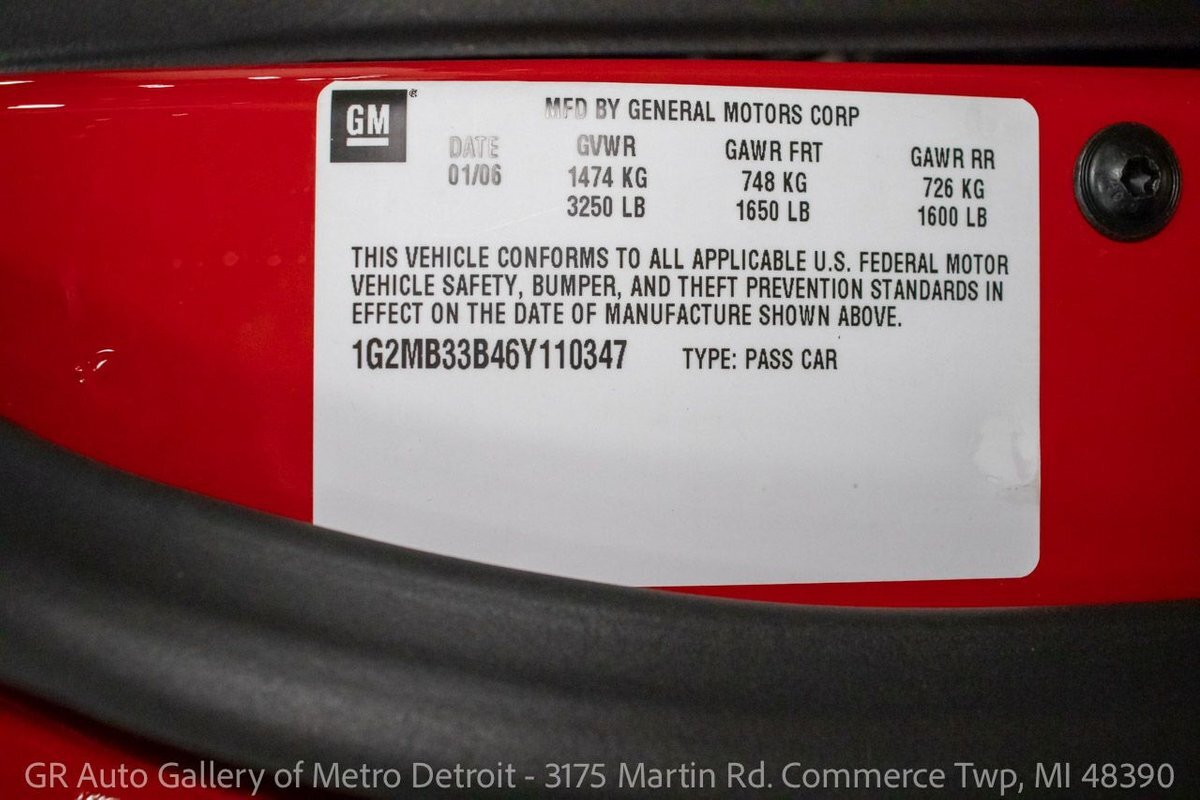 GM
MFD BY GENERAL MOTORS CORP
DATE GVWR GAWR FRT GAWR RR
01/06 1474 KG 748 KG 726 KG
3250 LB 1650 LB 1600 LB
THIS VEHICLE CONFORMS TO ALL APPLICABLE U.S. FEDERAL MOTOR
VEHICLE SAFETY, BUMPER, AND THEFT PREVENTION STANDARDS IN
EFFECT ON THE DATE OF MANUFACTURE SHOWN ABOVE.
1G2MB33B46Y110347 TYPE: PASS CAR
GR Auto Gallery of Metro Detroit - 3175 Martin Rd. Commerce Twp, MI 48390